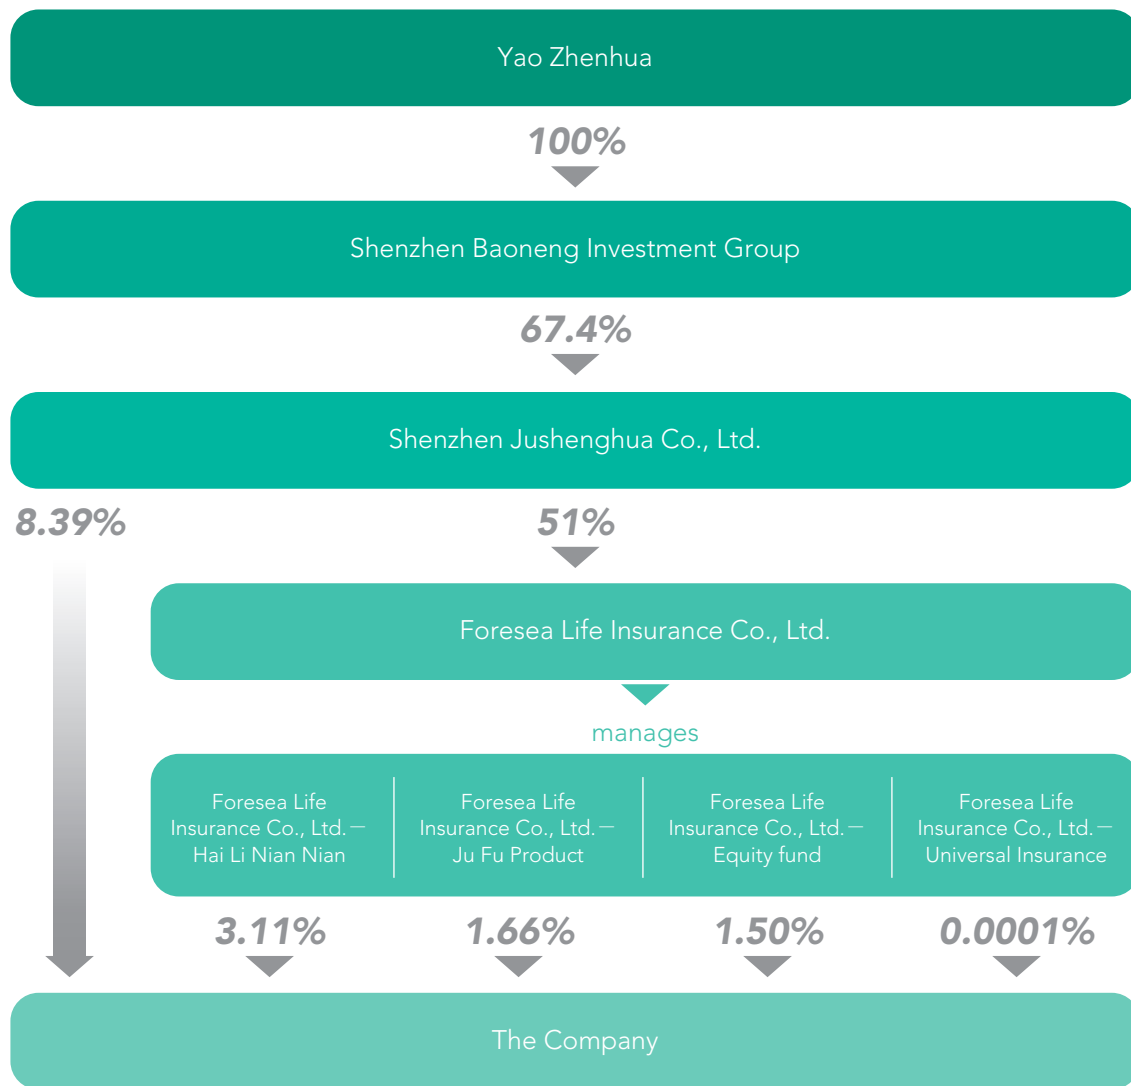 Yao Zhenhua
100%
Shenzhen Baoneng Investment Group
67.4%
Shenzhen Jushenghua Co., Ltd.
8.39%
51%
Foresea Life Insurance Co., Ltd.
manages
Foresea Life
Insurance Co., Ltd.—
Hai Li Nian Nian
Foresea Life
Insurance Co., Ltd.—
Ju Fu Product
Foresea Life
Insurance Co., Ltd.—
Equity fund
Foresea Life
Insurance Co., Ltd.—
Universal Insurance
3.11%
1.66%
1.50%
0.0001%
The Company